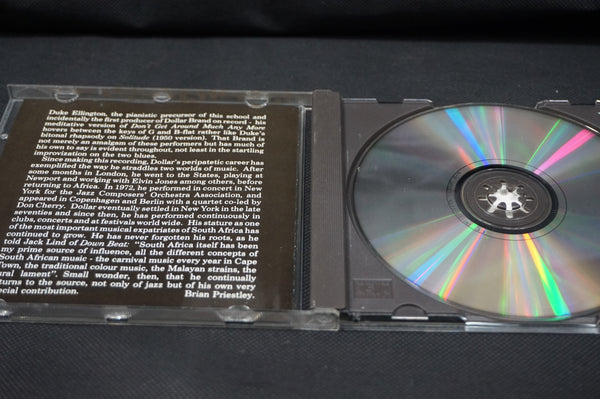 Duke Ellington, the pianistic precursor of this school and
incidentally the first producer of Dollar Brand on record - his
meditative version of Don't Get Around Much Any More
hovers between the keys of G and B-flat rather like Duke's
bitonal rhapsody on Solitude (1950 version). That Brand is
not merely an amalgam of these performers but has much of
his own to say is evident throughout, not least in the startling
improvisation on the two blues.
Since making this recording, Dollar's peripatetic career has
exemplified the way he straddles two worlds of music. After
some months in London, he went to the States, playing at
Newport and working with Elvin Jones among others, before
returning to Africa. In 1972, he performed in concert in New
York for the Jazz Composers' Orchestra Association, and
appeared in Copenhagen and Berlin with a quartet co-led by
Don Cherry. Dollar eventually settled in New York in the late
seventies and since then, he has performed continuously in
clubs, concerts and at festivals world wide. His stature as one
of the most important musical expatriates of South Africa has
continued to grow. He has never forgotten his roots, as he
told Jack Lind of Down Beat: "South Africa itself has been
my prime source of influence, all the different concepts of
South African music - the carnival music every year in Cape
Town, the traditional colour music, the Malayan strains, the
ural lament". Small wonder, then, that he continually
turns to the source, not only of jazz but of his own very
ecial contribution. Brian Priestley.